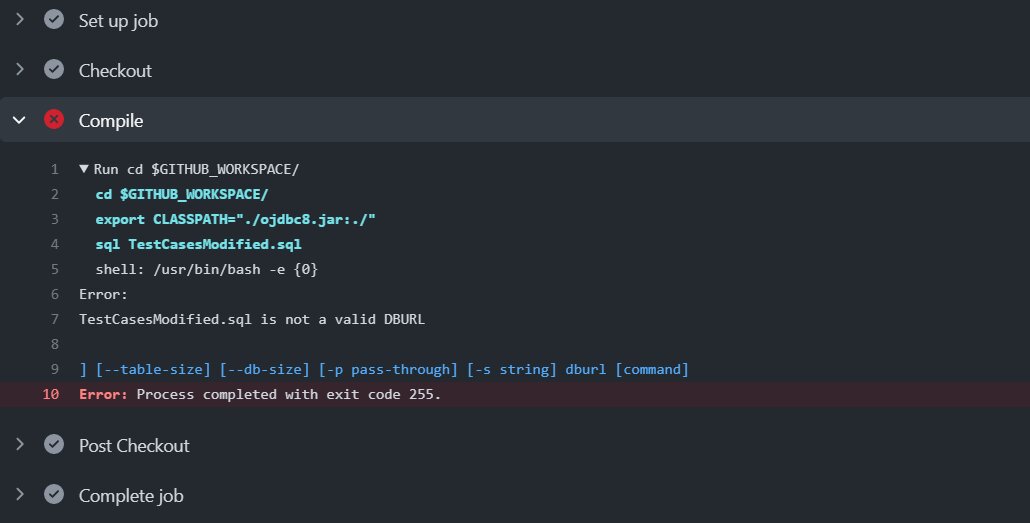 Set up job
Checkout
Compile
1 ▼ Run cd $GITHUB_WORKSPACE/
2 cd $GITHUB_WORKSPACE/
3 export CLASSPATH="./ojdbc8.jar:./"
4 sql TestCasesModified.sql
5 shell: /usr/bin/bash -e {0}
6 Error:
7 TestCasesModified.sql is not a valid DBURL
8
9 ] [--table-size] [--db-size] [-p pass-through] [-s string] dburl [command]
10 Error: Process completed with exit code 255.
Post Checkout
Complete job